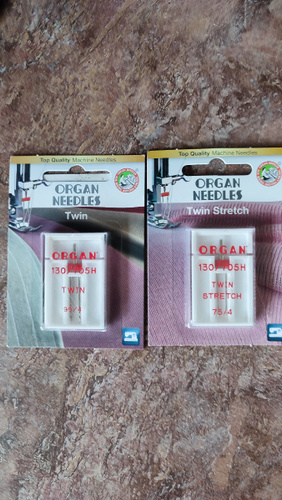 Top Quality Machine Needles
ORGAN
NEEDLES
Twin
ORGAN
130/705H
TWIN
Top Quality Machine Needles
ORGAN
NEEDLES
Twin Stretch
ORGAN
130/705H
TWIN
STRETCH
75/4